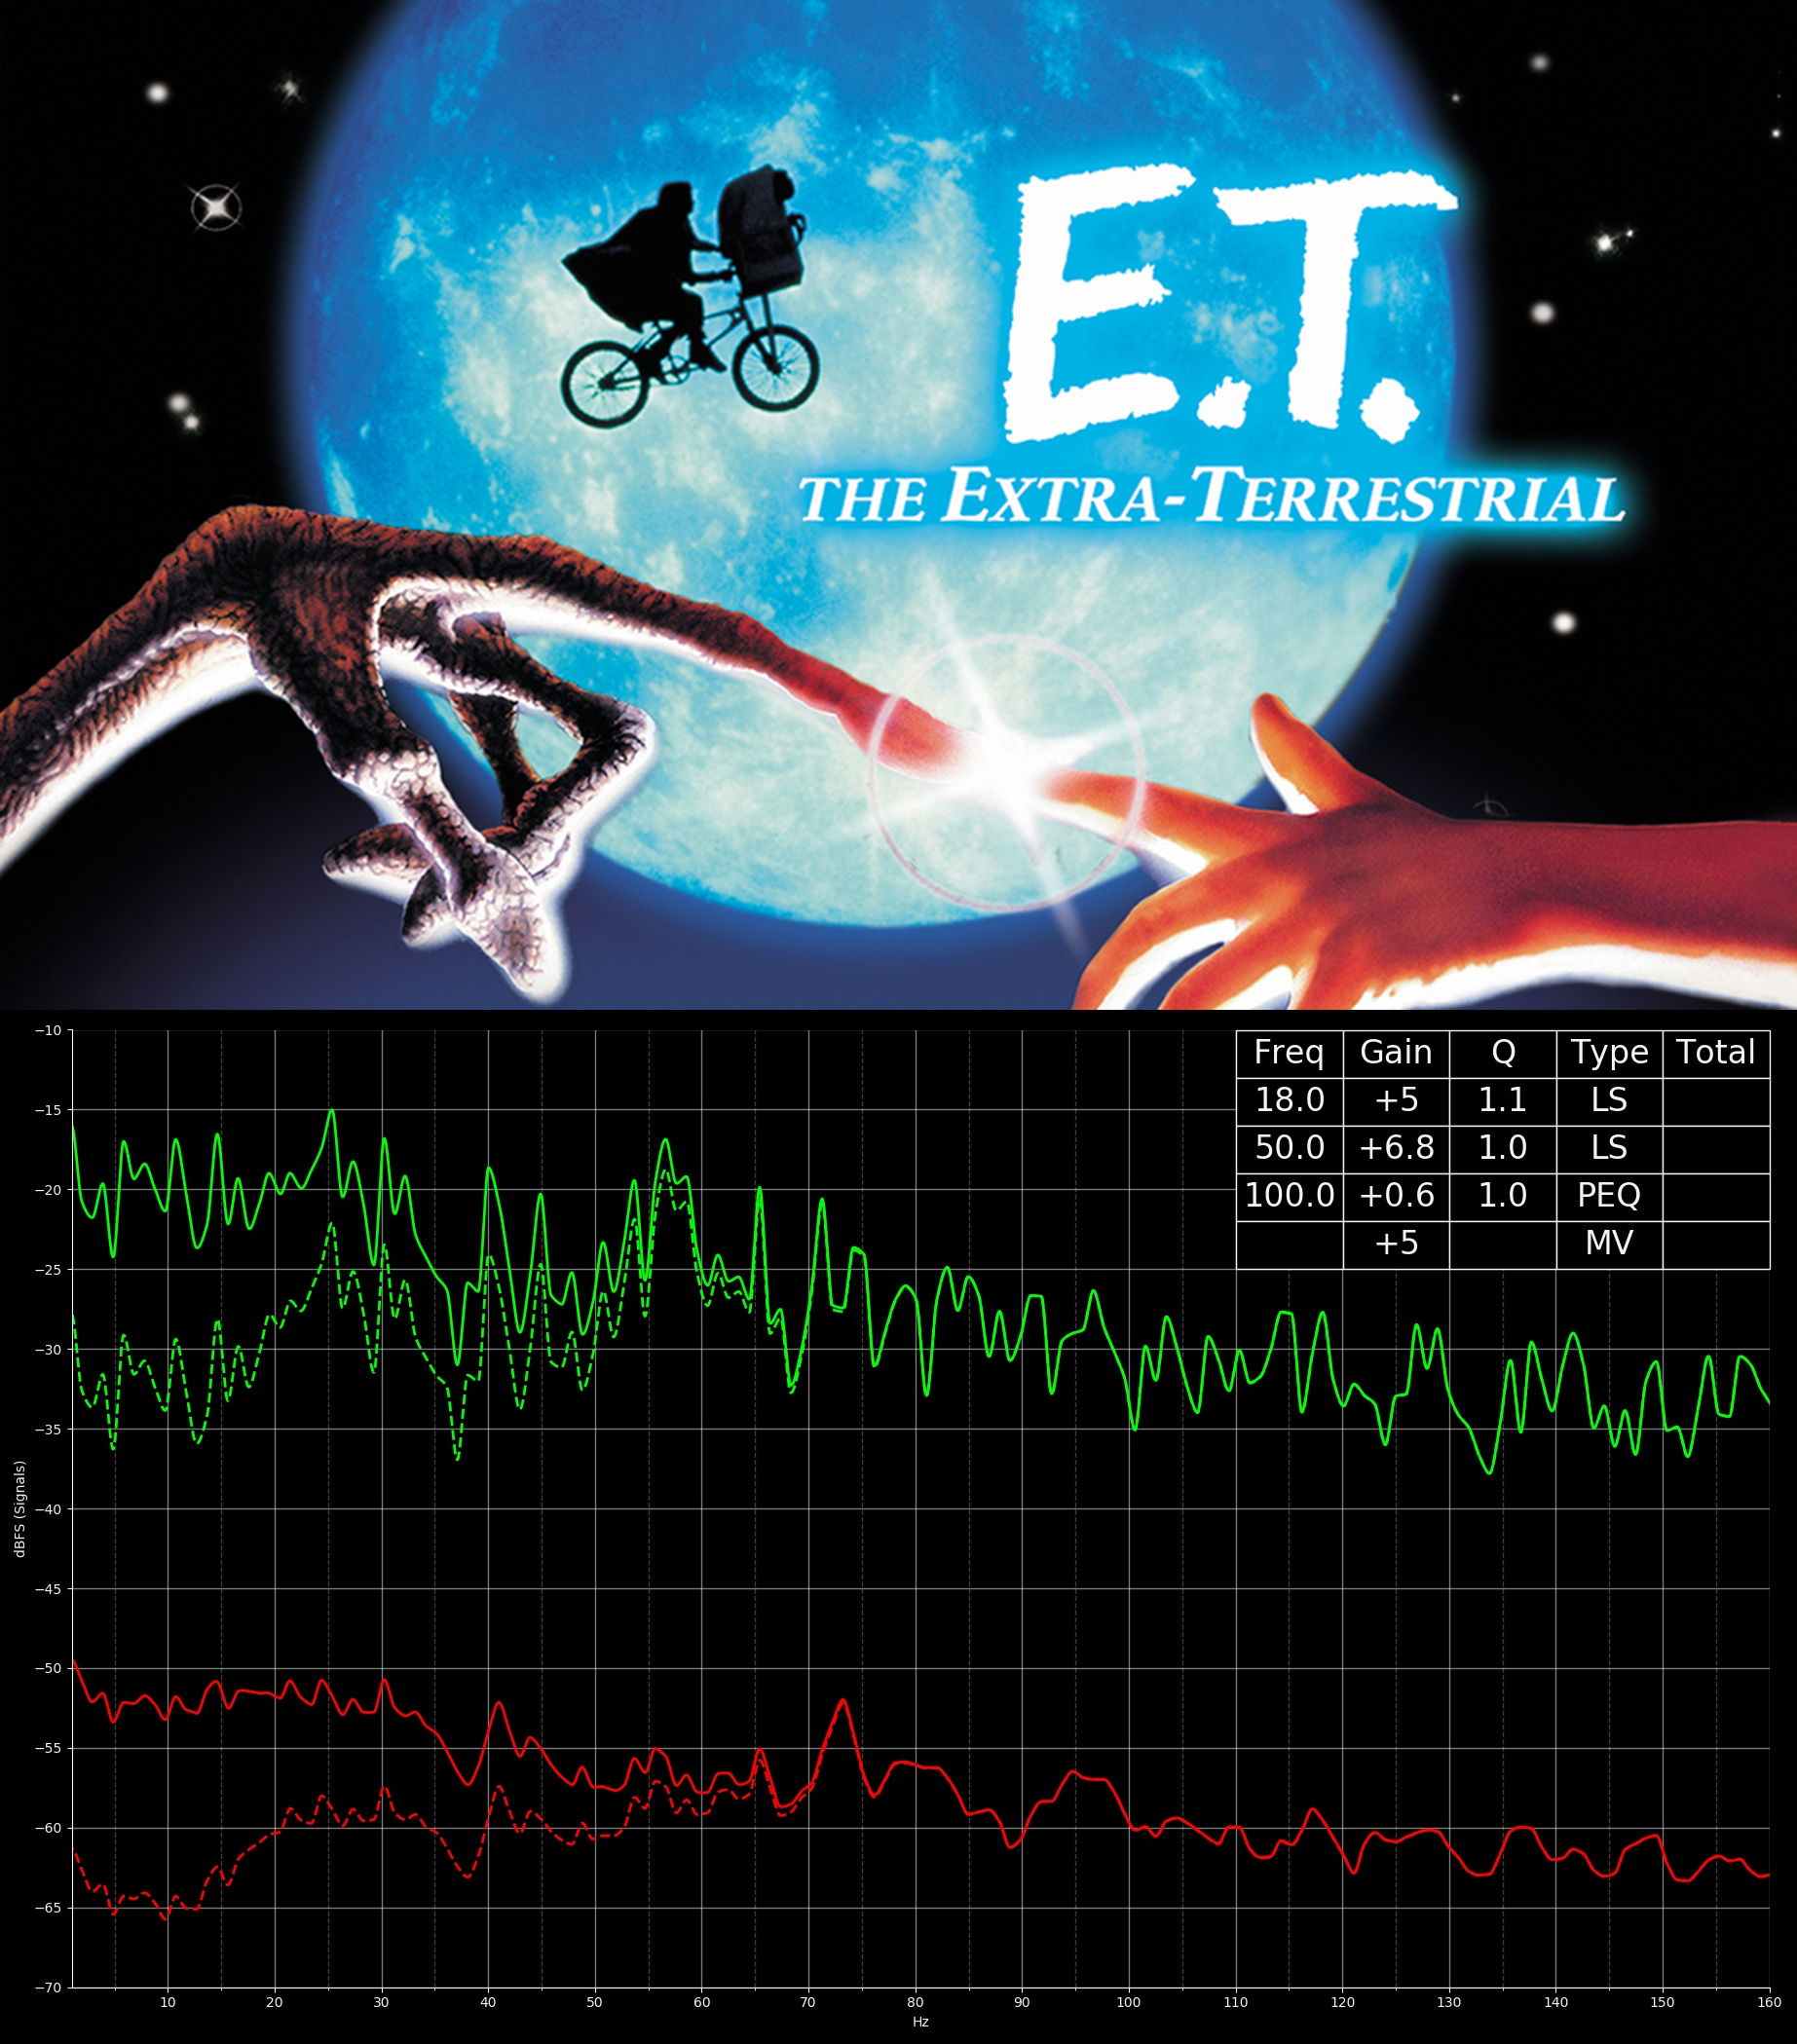 E.T.
THE EXTRA-TERRESTRIAL
Freq Gain Q Type Total
18.0 +5 1.1 LS
50.0 +6.8 1.0 LS
100.0 +0.6 1.0 PEQ
+5 MV
−10
−15
−20
−25
−30
−35
−40
−45
−50
−55
−60
−65
−70
dBFS (Signals)
10 20 30 40 50 60 70 80 90 100 110 120 130 140 150 160
Hz